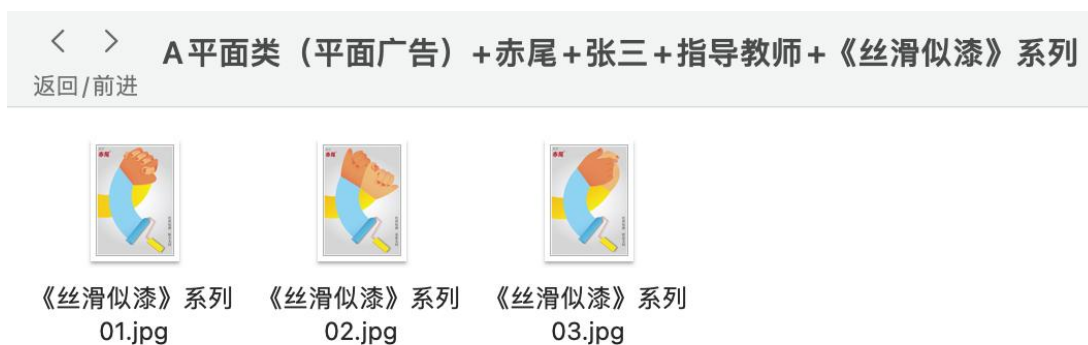 A平面类（平面广告）+赤尾+张三+指导教师+《丝滑似漆》系列
返回/前进
赤尾
赤尾
赤尾
《丝滑似漆》系列
01.jpg
《丝滑似漆》系列
02.jpg
《丝滑似漆》系列
03.jpg